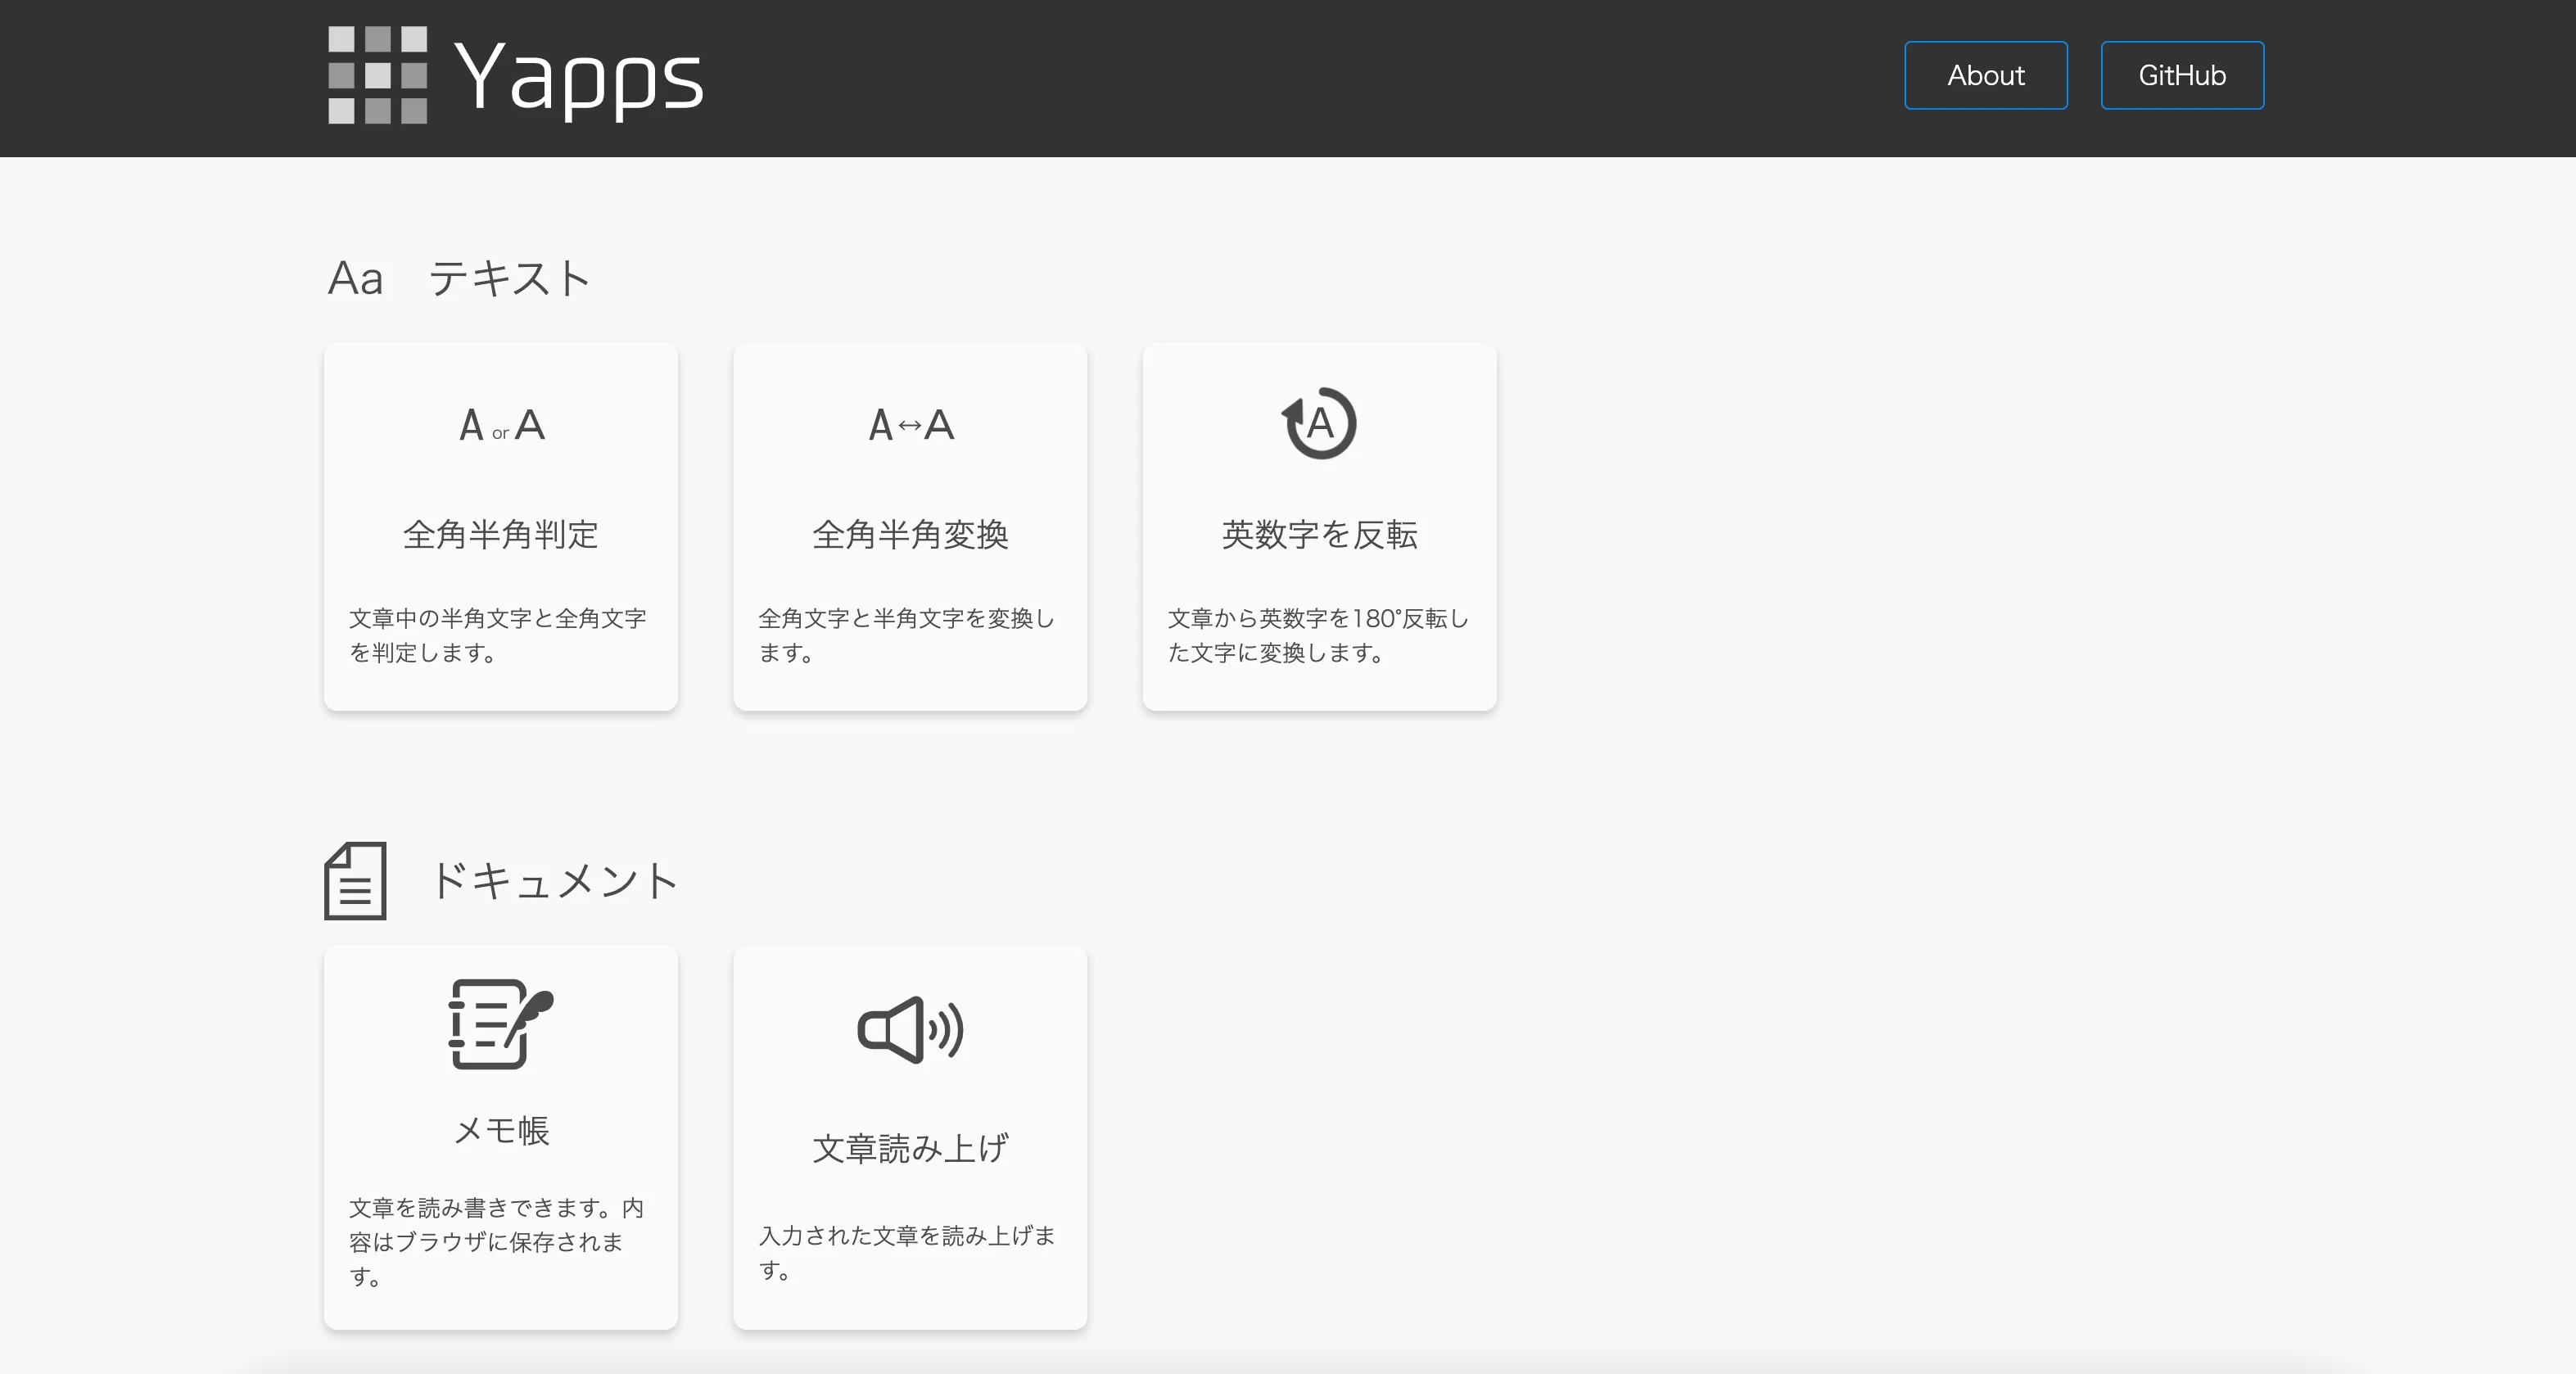 Yapps
About
GitHub
Aa テキスト
A or A
全角半角判定
文章中の半角文字と全角文字
を判定します。
A↔A
全角半角変換
全角文字と半角文字を変換し
ます。
A
英数字を反転
文章から英数字を180°反転し
た文字に変換します。
ドキュメント
メモ帳
文章を読み書きできます。内
容はブラウザに保存されま
す。
文章読み上げ
入力された文章を読み上げま
す。